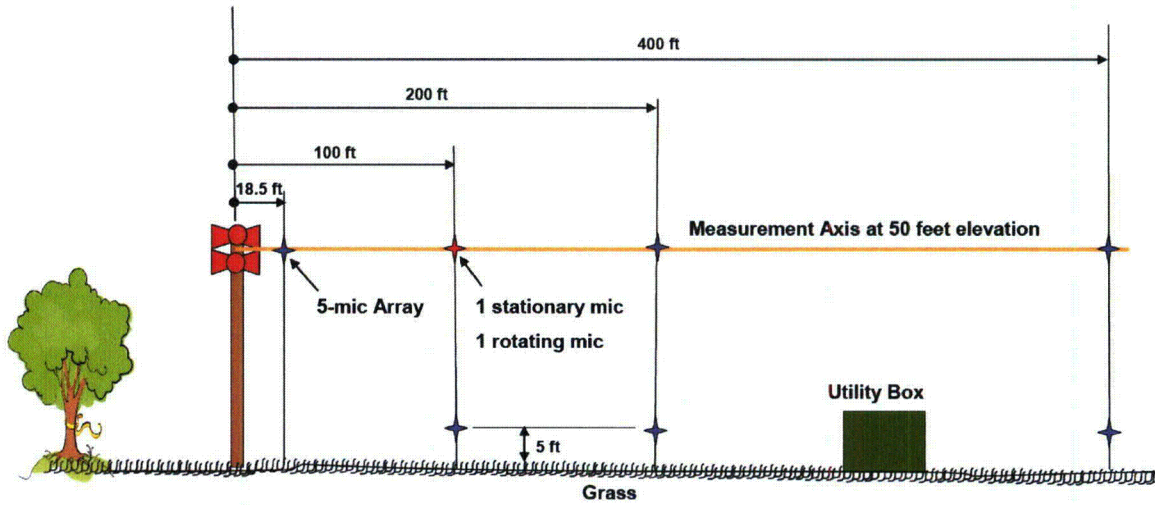 400 ft
200 ft
100 ft
18.5 ft
Measurement Axis at 50 feet elevation
5-mic Array
1 stationary mic
1 rotating mic
Utility Box
5 ft
Grass